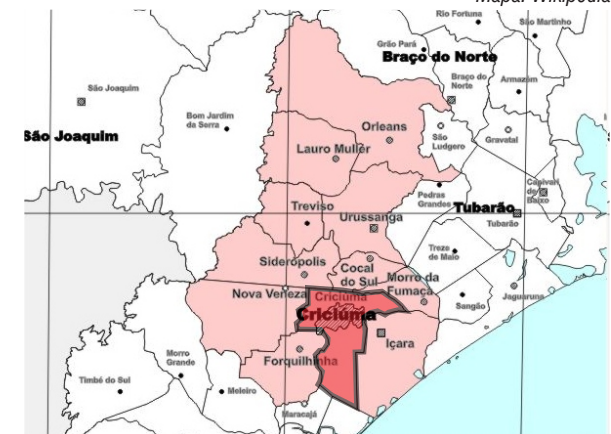 Mapa: Wikipedia
Rio Fortuna
São Martinho
Grão Pará
Braço do Norte
São Joaquim
Braço do
Norte
Armazém
São Joaquim
Bom Jardim
da Serra
Orleans
São
Ludgero
Gravatal
Lauro Muller
Capivari
de
Baixo
Pedras
Grandes
Tubarão
Treviso
Urussanga
Tubarão
Treze
de Maio
Siderópolis
Cocal
do Sul
Morro da
Fumaça
Nova Veneza
Criciúma
Jaguaruna
Sangão
Criciúma
Içara
Forquilhinha
Morro
Grande
Timbé do Sul
Meleiro
Maracajá